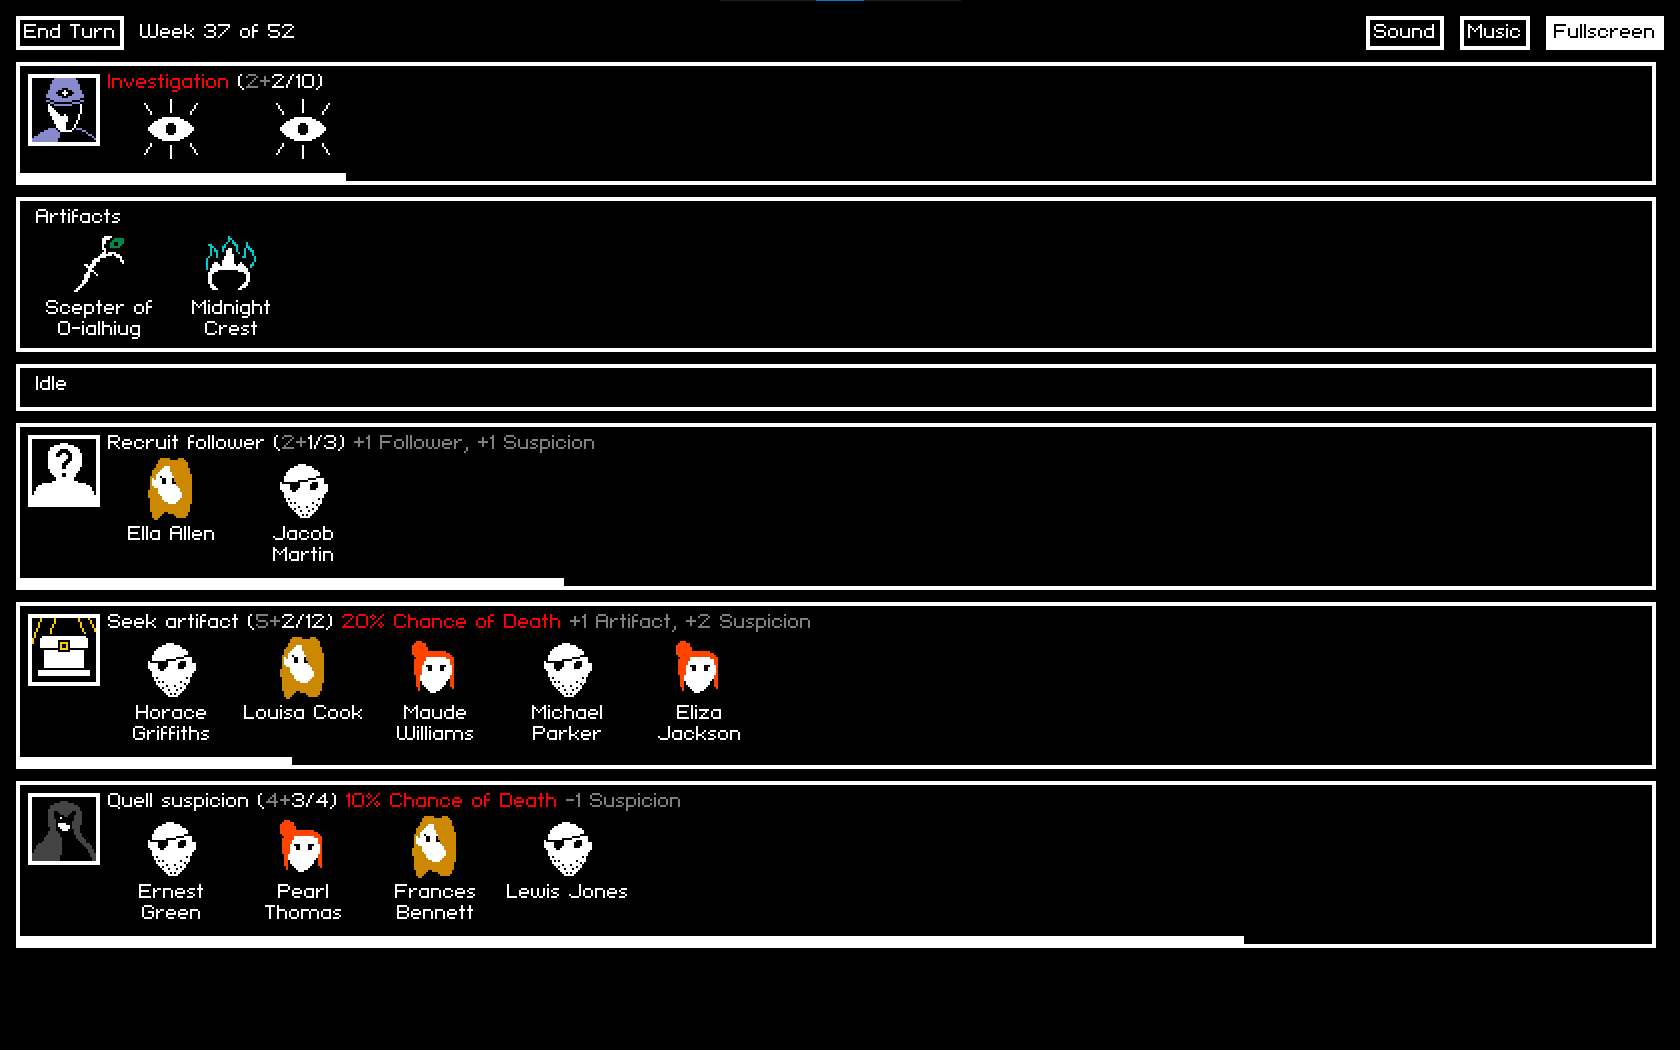 End Turn Week 37 of 52 Sound Music Fullscreen
Investigation (2+2/10)
Artifacts
Scepter of O-ialhiug
Midnight Crest
Idle
Recruit follower (2+1/3) +1 Follower, +1 Suspicion
Ella Allen
Jacob Martin
Seek artifact (5+2/12) 20% Chance of Death +1 Artifact, +2 Suspicion
Horace Griffiths
Louisa Cook
Maude Williams
Michael Parker
Eliza Jackson
Quell suspicion (4+3/4) 10% Chance of Death -1 Suspicion
Ernest Green
Pearl Thomas
Frances Bennett
Lewis Jones